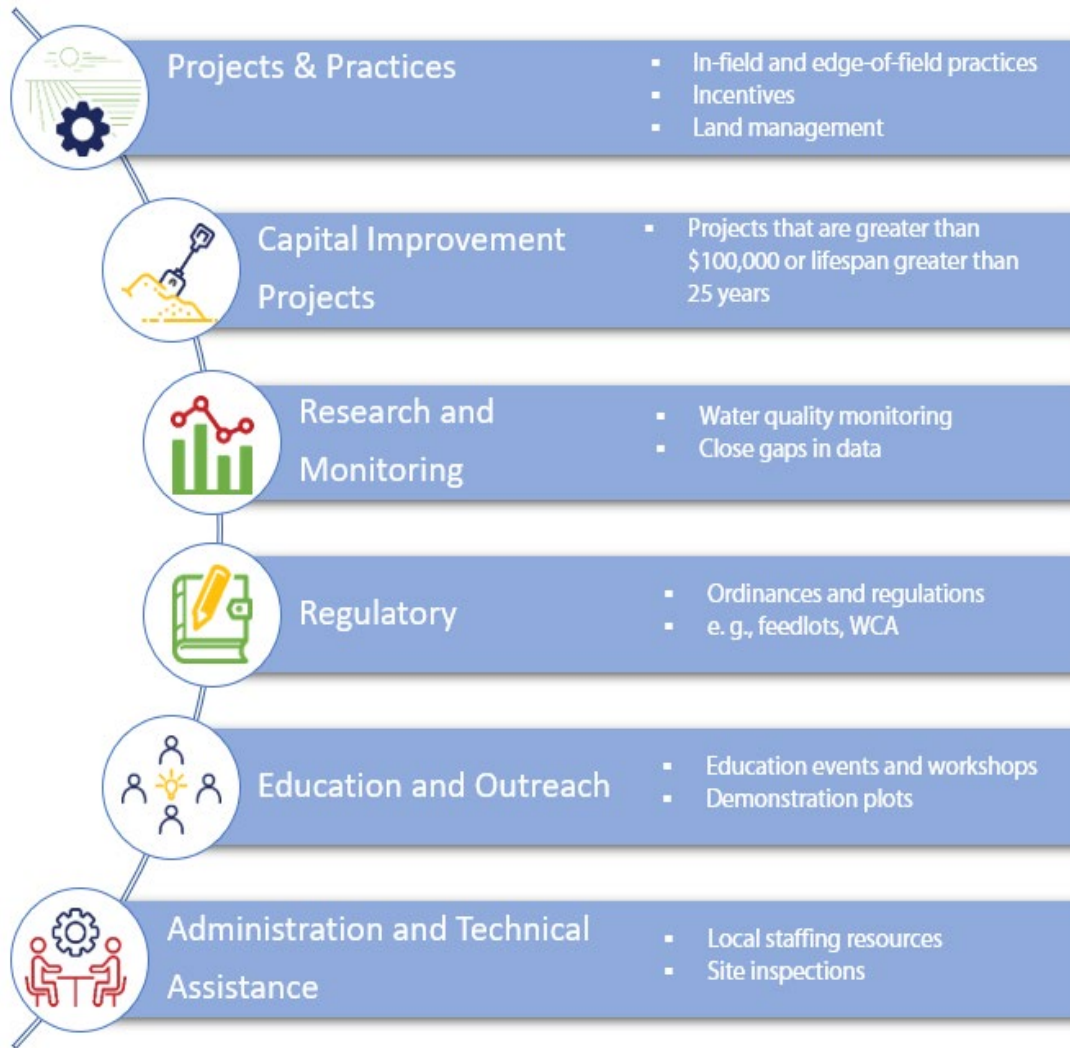 Projects & Practices
▪ In-field and edge-of-field practices
▪ Incentives
▪ Land management
Capital Improvement
Projects
▪ Projects that are greater than
$100,000 or lifespan greater than
25 years
Research and
Monitoring
▪ Water quality monitoring
▪ Close gaps in data
Regulatory
▪ Ordinances and regulations
▪ e. g., feedlots, WCA
Education and Outreach
▪ Education events and workshops
▪ Demonstration plots
Administration and Technical
Assistance
▪ Local staffing resources
▪ Site inspections